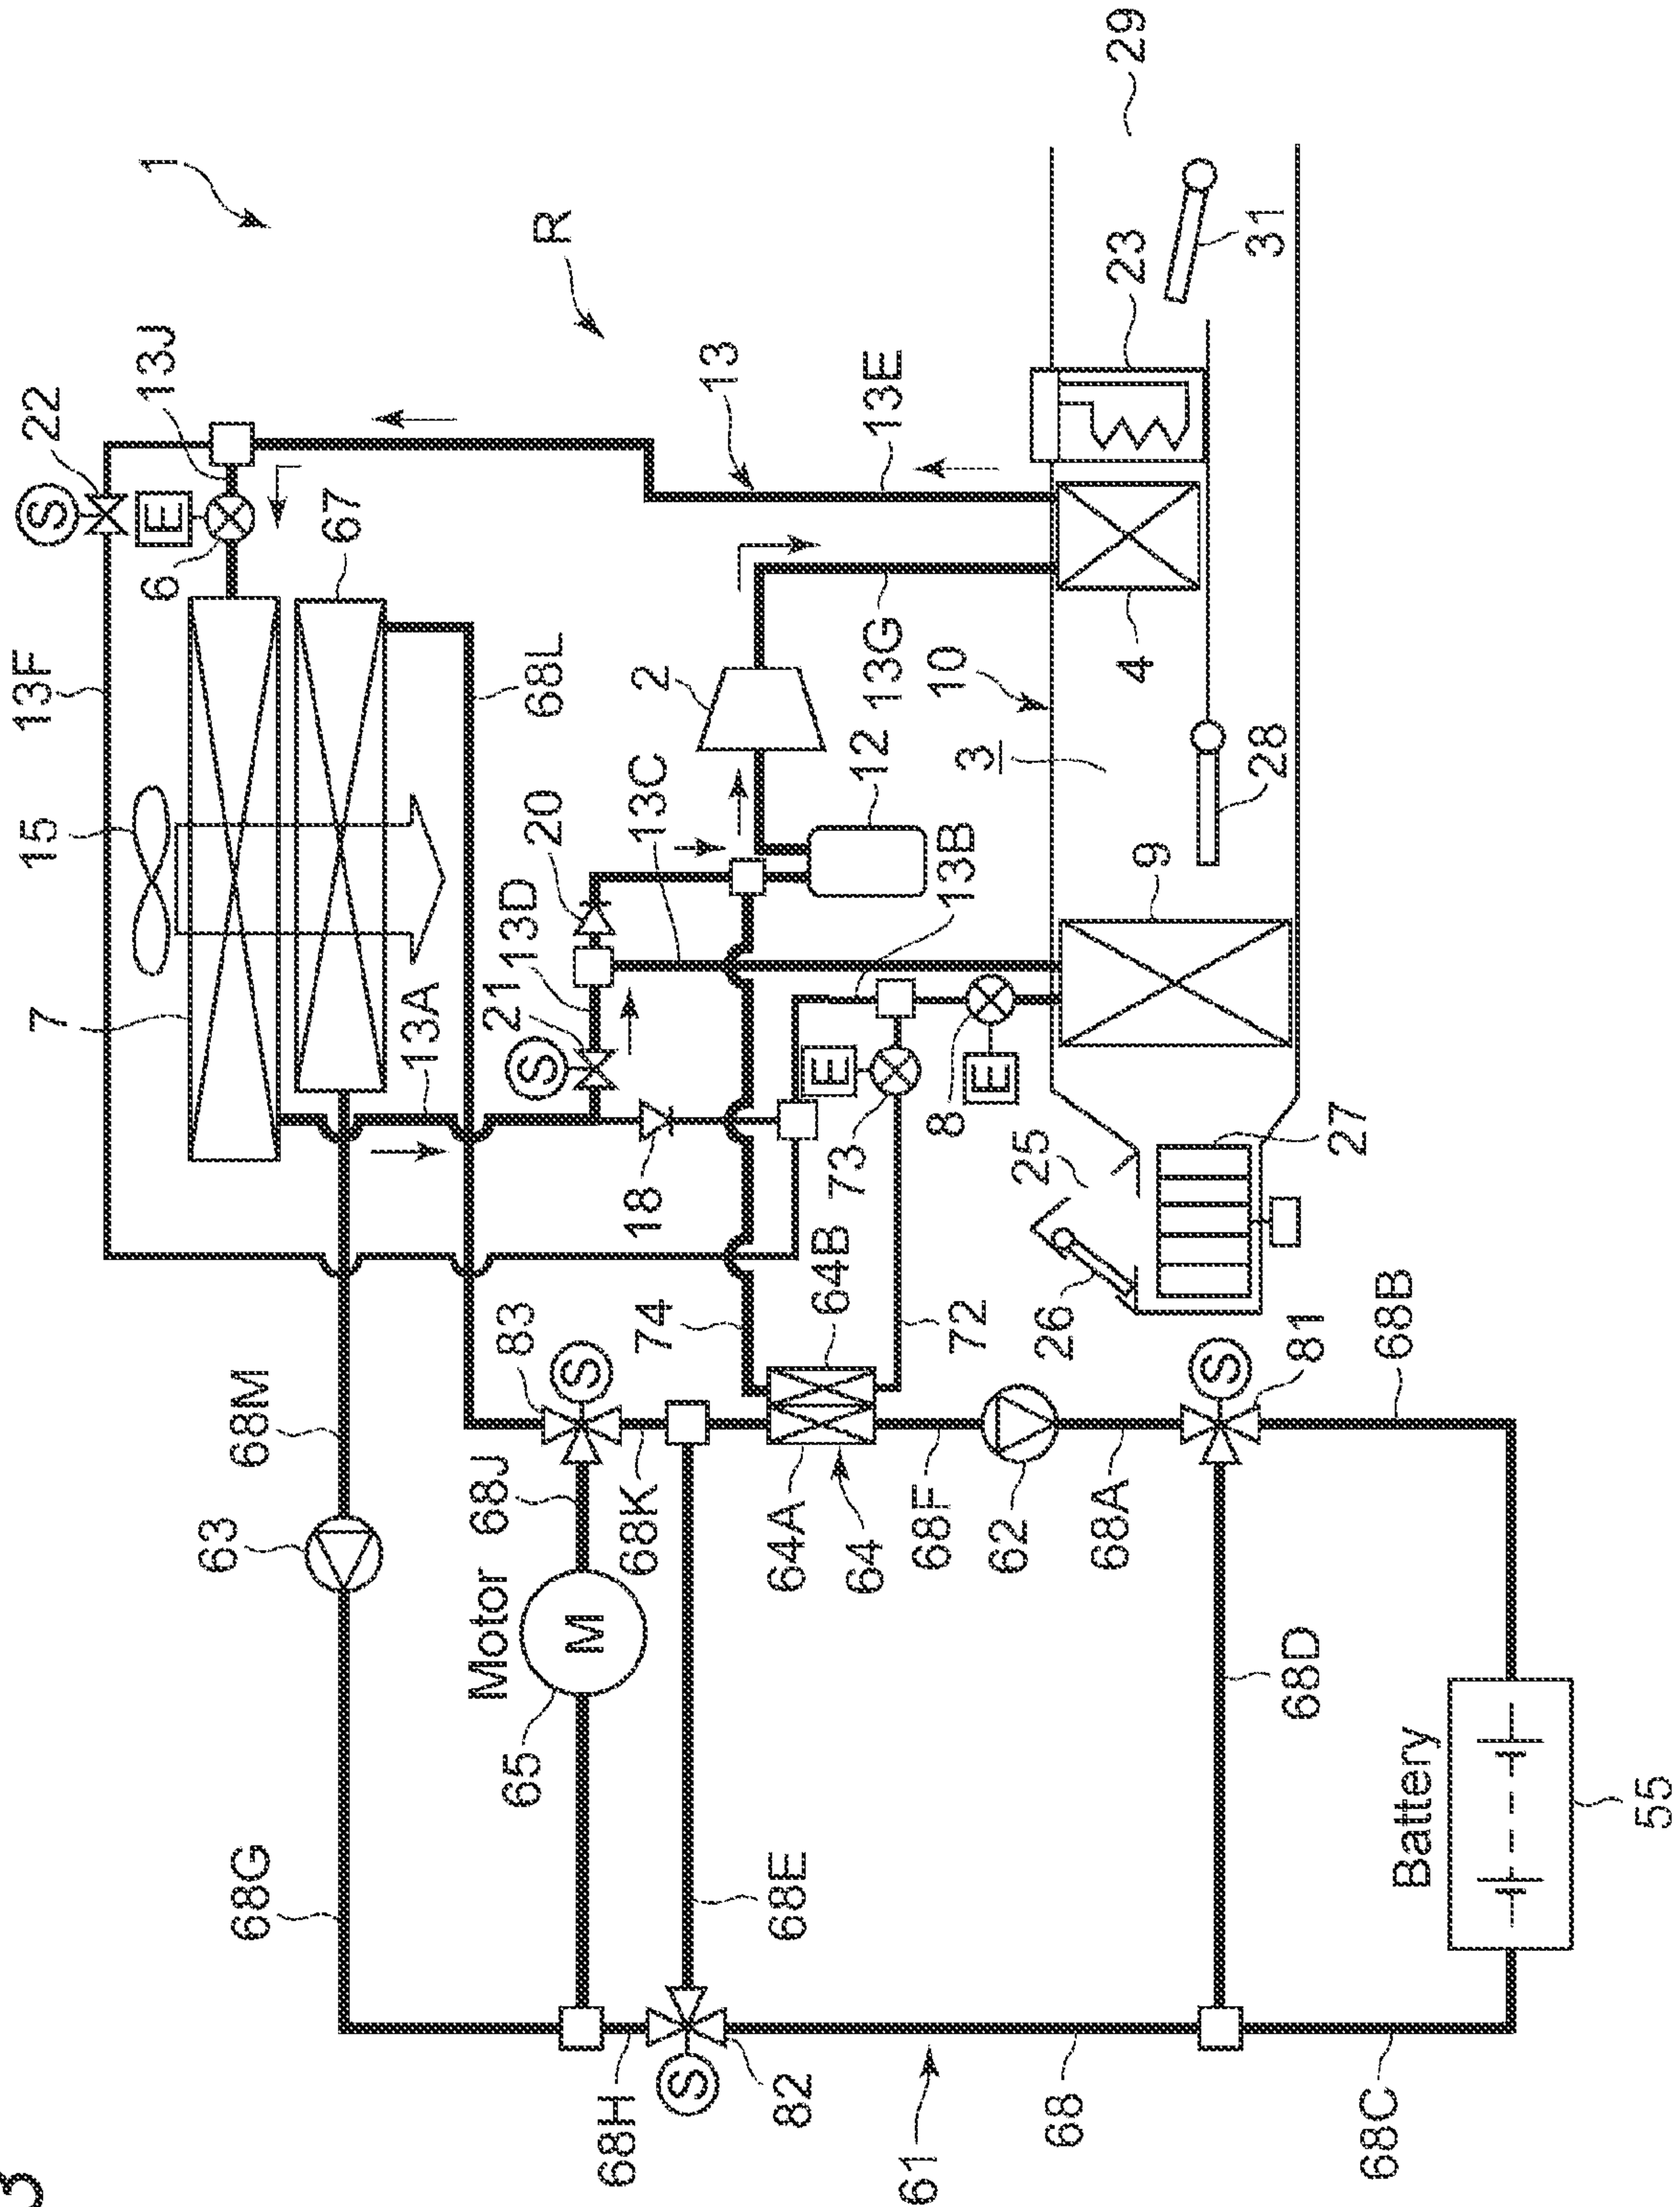 3
15
13F
S
22
7
6
E
13J
1
63
68G
68M
67
13A
Motor
68J
65
83
S
M
S
21
13D
20
68L
R
68H
68K
18
74
13C
2
S
13
82
68E
64A
64B
E
73
64
12
13G
13E
61
68F
8
13B
10
3
E
62
25
68
26
68A
9
4
23
29
S
68D
81
28
31
27
68C
68B
Battery
55